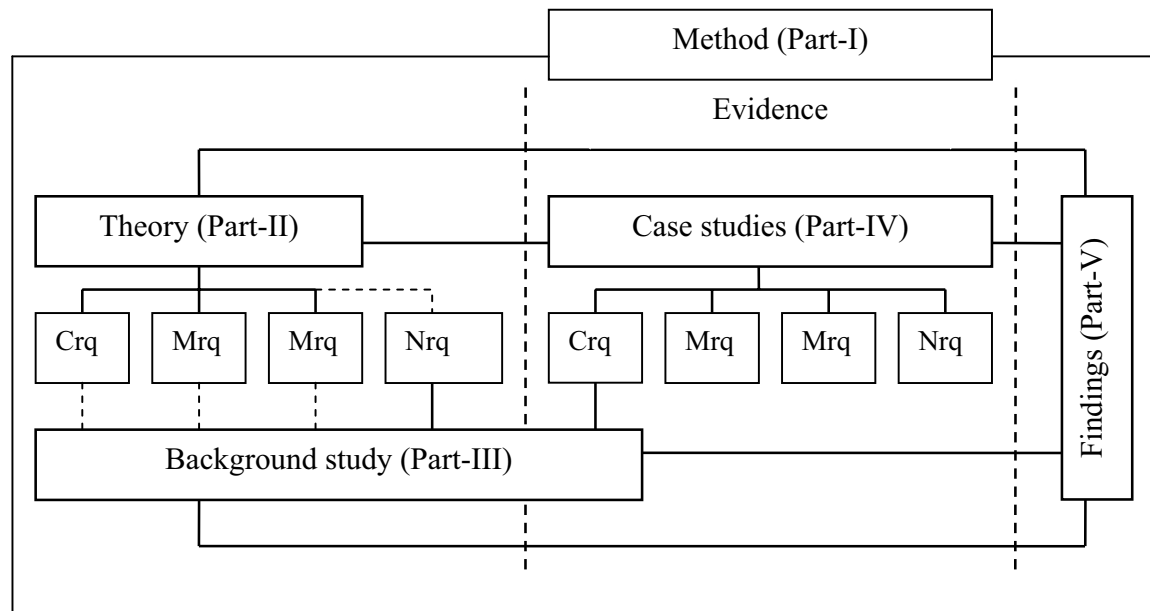 Method (Part-I)
Evidence
Theory (Part-II)
Case studies (Part-IV)
Findings (Part-V)
Crq
Mrq
Mrq
Nrq
Crq
Mrq
Mrq
Nrq
Background study (Part-III)